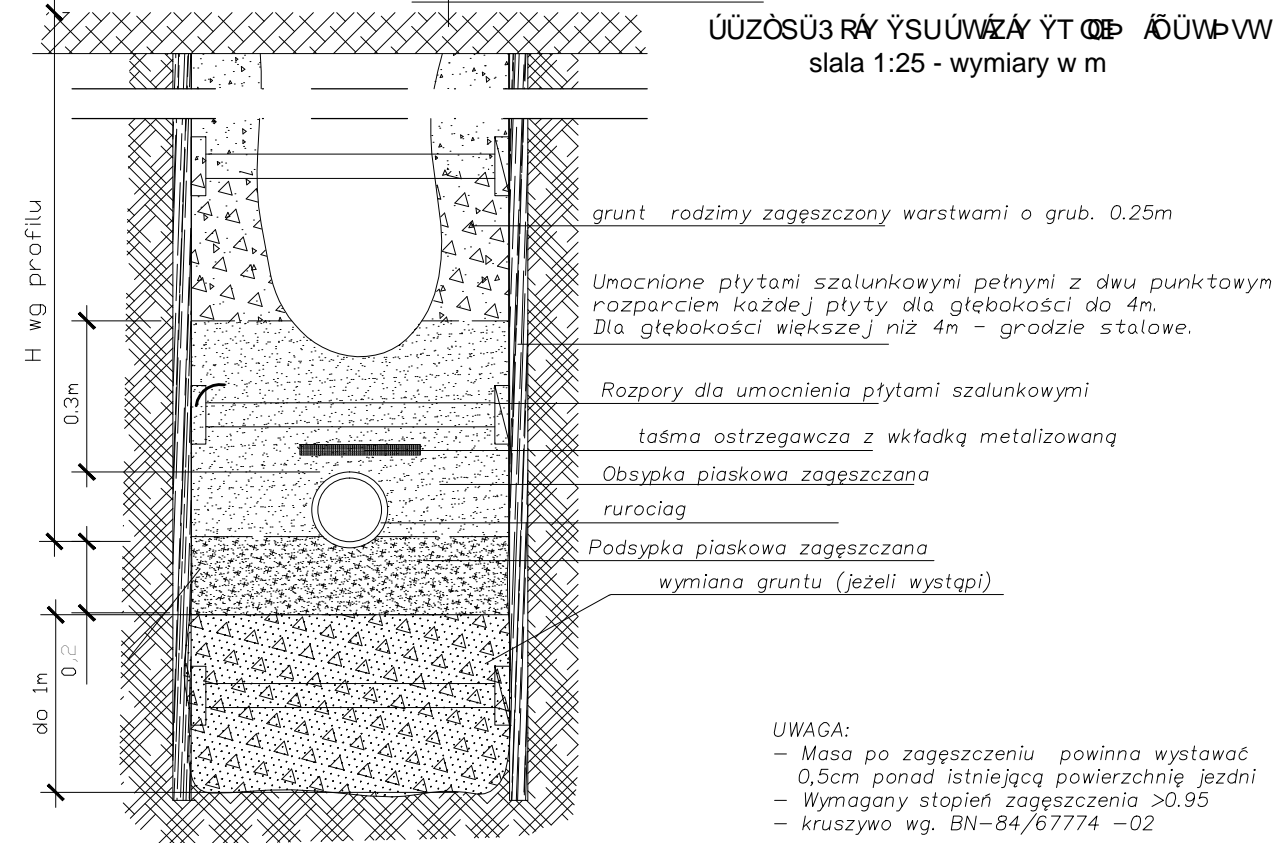 slala 1:25 - wymiary w m
grunt rodzimy zagęszczony warstwami o grub. 0.25m
Umocnione płytami szalunkowymi pełnymi z dwu punktowym
rozparciem każdej płyty dla głębokości do 4m.
Dla głębokości większej niż 4m - grodzie stalowe.
Rozpory dla umocnienia płytami szalunkowymi
taśma ostrzegawcza z wkładką metalizowaną
Obsypka piaskowa zagęszczana
rurociąg
Podsypka piaskowa zagęszczana
wymiana gruntu (jeżeli wystąpi)
H wg profilu
0.3m
0,2
do 1m
UWAGA:
- Masa po zagęszczeniu powinna wystawać
0,5cm ponad istniejącą powierzchnię jezdni
- Wymagany stopień zagęszczenia >0.95
- kruszywo wg. BN-84/67774 -02